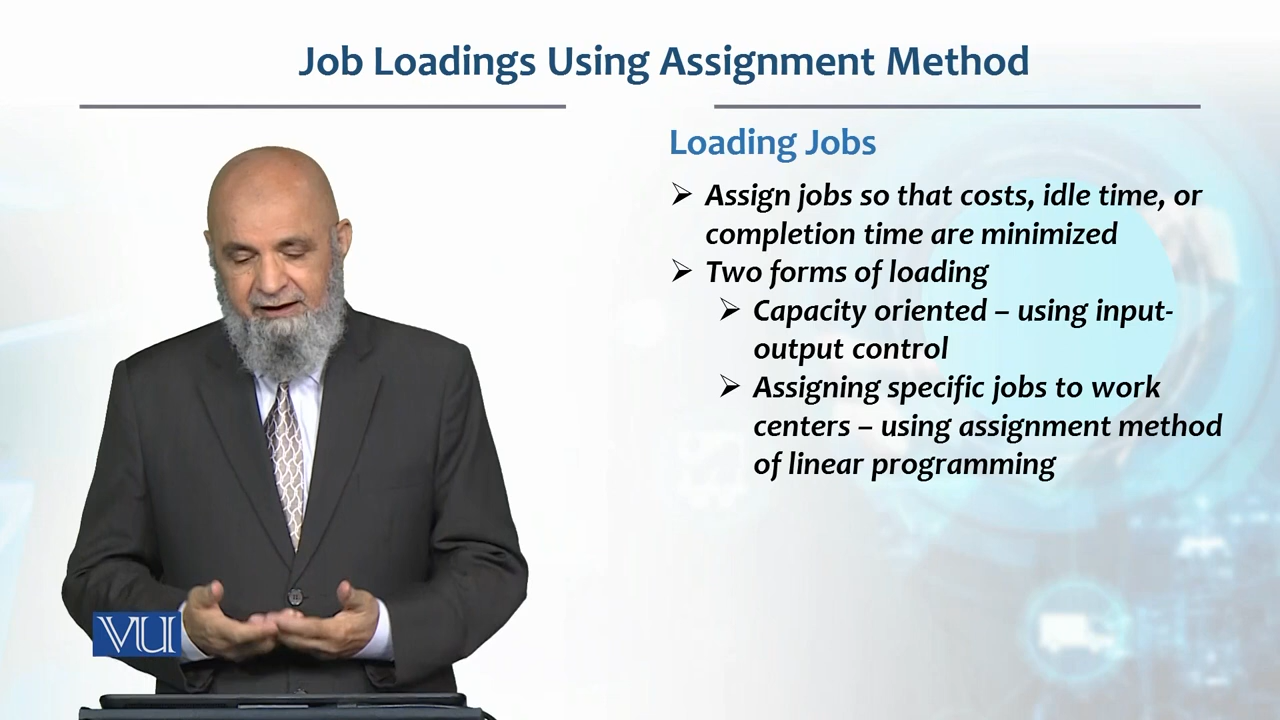 Job Loadings Using Assignment Method
Loading Jobs
➢ Assign jobs so that costs, idle time, or
completion time are minimized
➢ Two forms of loading
➢ Capacity oriented – using input-
output control
➢ Assigning specific jobs to work
centers – using assignment method
of linear programming
VU